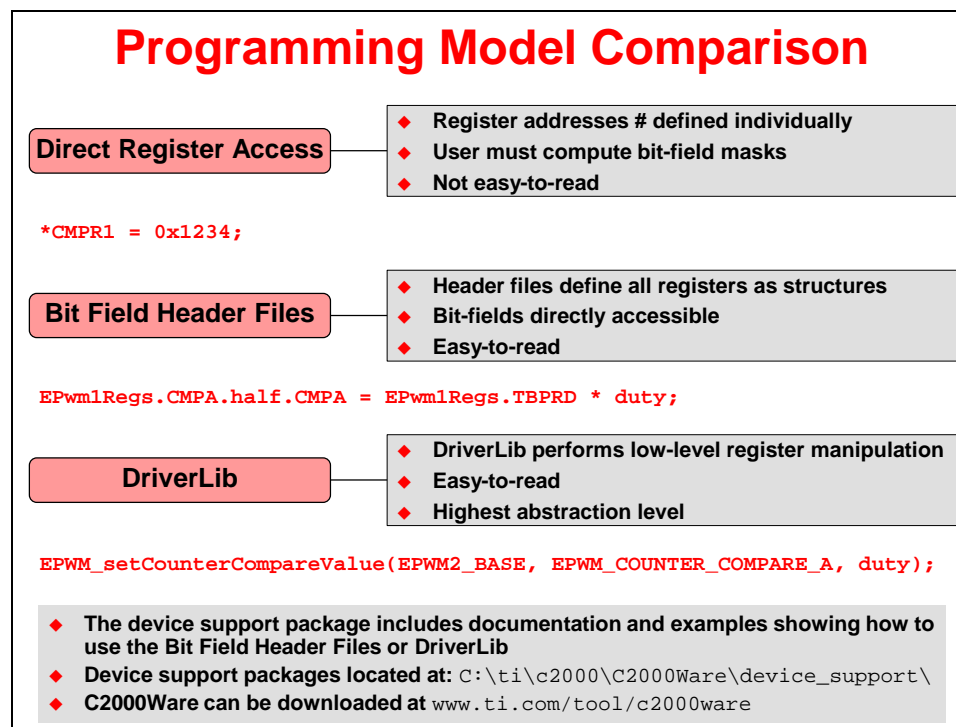 Programming Model Comparison
Direct Register Access
◆ Register addresses # defined individually
◆ User must compute bit-field masks
◆ Not easy-to-read
*CMPR1 = 0x1234;
Bit Field Header Files
◆ Header files define all registers as structures
◆ Bit-fields directly accessible
◆ Easy-to-read
EPwm1Regs.CMPA.half.CMPA = EPwm1Regs.TBPRD * duty;
DriverLib
◆ DriverLib performs low-level register manipulation
◆ Easy-to-read
◆ Highest abstraction level
EPWM_setCounterCompareValue(EPWM2_BASE, EPWM_COUNTER_COMPARE_A, duty);
◆ The device support package includes documentation and examples showing how to
use the Bit Field Header Files or DriverLib
◆ Device support packages located at: C:\ti\c2000\C2000Ware\device_support\
◆ C2000Ware can be downloaded at www.ti.com/tool/c2000ware